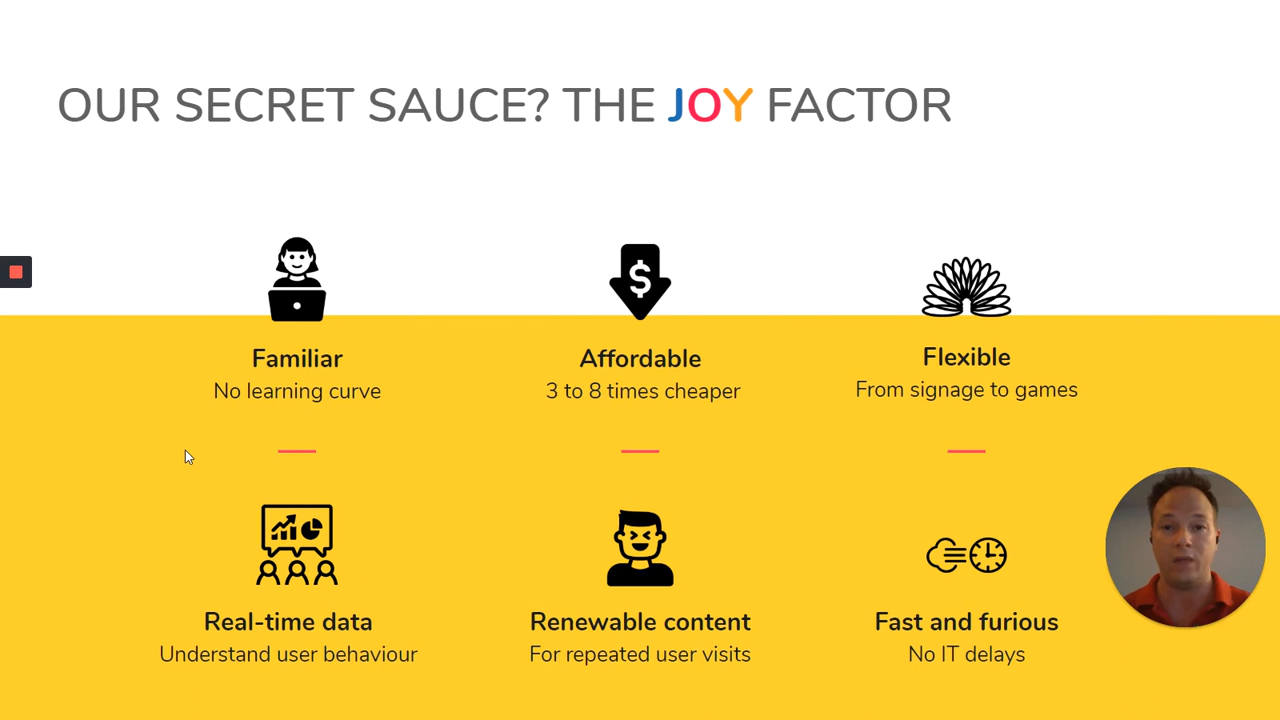 OUR SECRET SAUCE? THE JOY FACTOR
$
Familiar
No learning curve
Affordable
3 to 8 times cheaper
Flexible
From signage to games
Real-time data
Understand user behaviour
Renewable content
For repeated user visits
Fast and furious
No IT delays